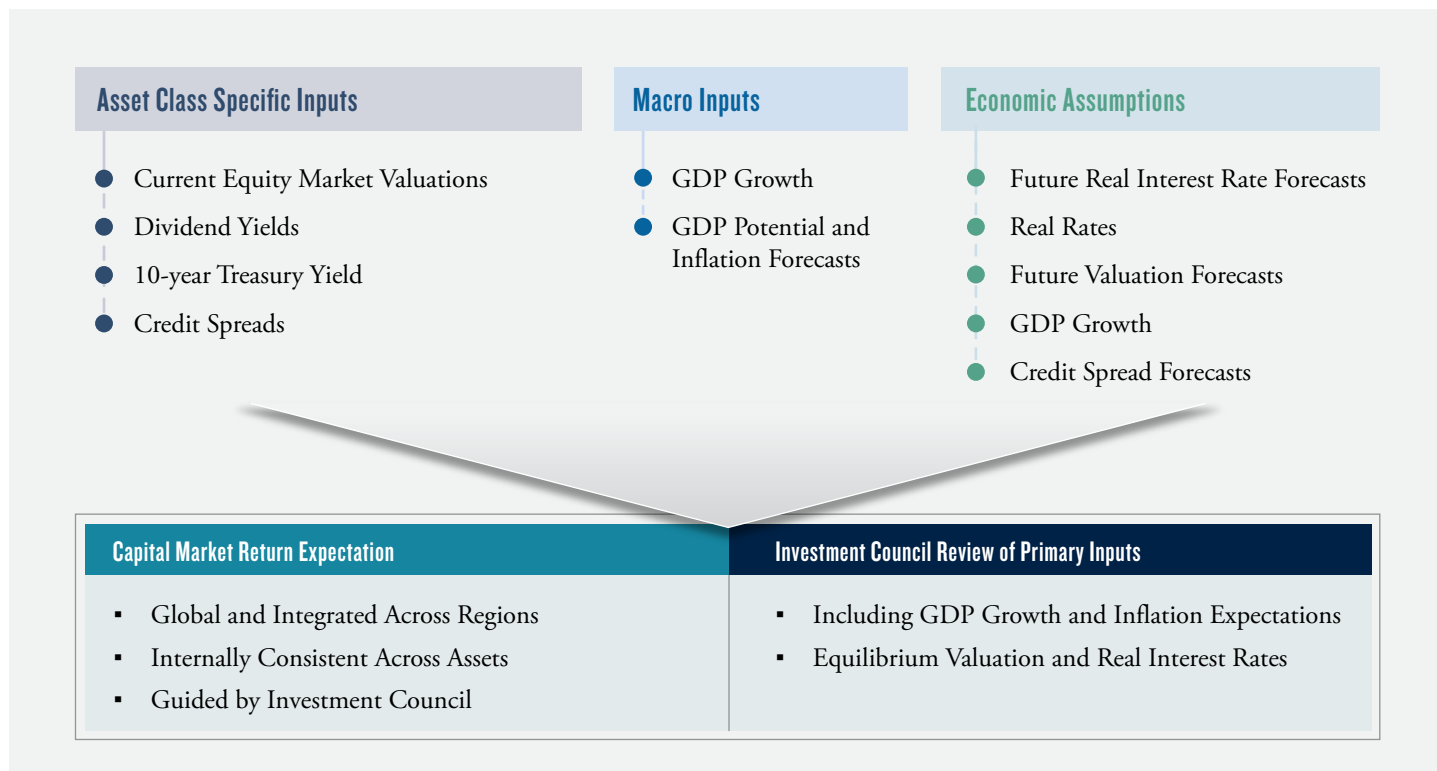 Asset Class Specific Inputs
Current Equity Market Valuations
Dividend Yields
10-year Treasury Yield
Credit Spreads
Macro Inputs
GDP Growth
GDP Potential and
Inflation Forecasts
Economic Assumptions
Future Real Interest Rate Forecasts
Real Rates
Future Valuation Forecasts
GDP Growth
Credit Spread Forecasts
Capital Market Return Expectation
▪ Global and Integrated Across Regions
▪ Internally Consistent Across Assets
▪ Guided by Investment Council
Investment Council Review of Primary Inputs
▪ Including GDP Growth and Inflation Expectations
▪ Equilibrium Valuation and Real Interest Rates